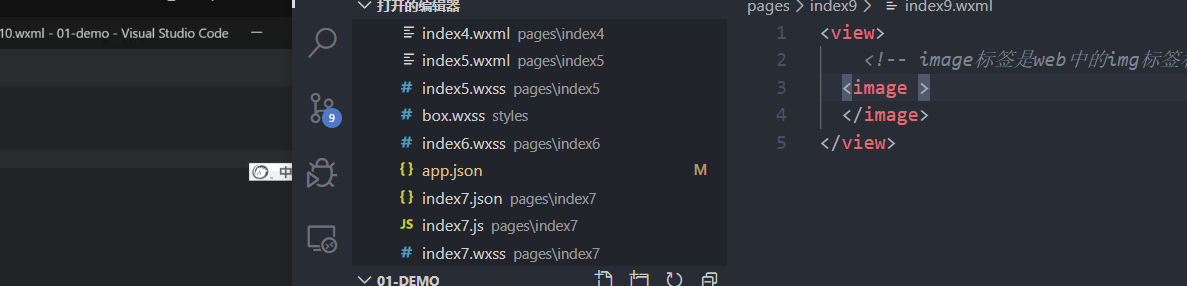 10.wxml - 01-demo - Visual Studio Code
中
9
打开的编辑器
index4.wxml pages\index4
index5.wxml pages\index5
# index5.wxss pages\index5
# box.wxss styles
# index6.wxss pages\index6
{} app.json M
{} index7.json pages\index7
JS index7.js pages\index7
# index7.wxss pages\index7
01-DEMO
pages > index9 > index9.wxml
1 <view>
2 <!-- image标签是web中的img标签
3 <image >
4 </image>
5 </view>